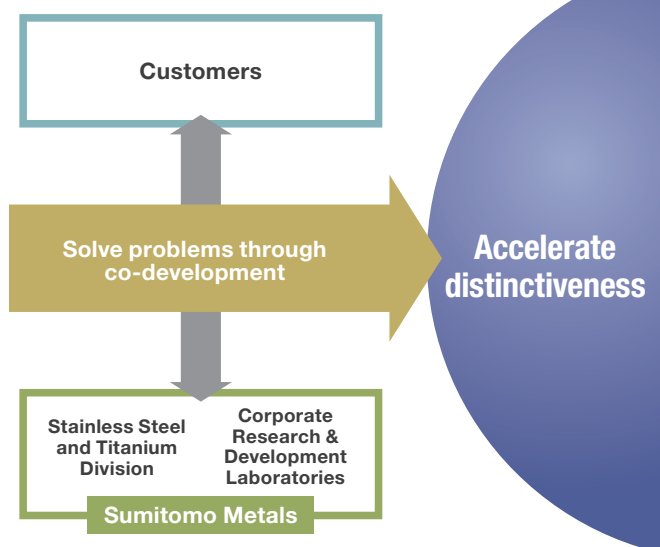 Customers
Solve problems through
co-development
Accelerate
distinctiveness
Stainless Steel
and Titanium
Division
Corporate
Research &
Development
Laboratories
Sumitomo Metals